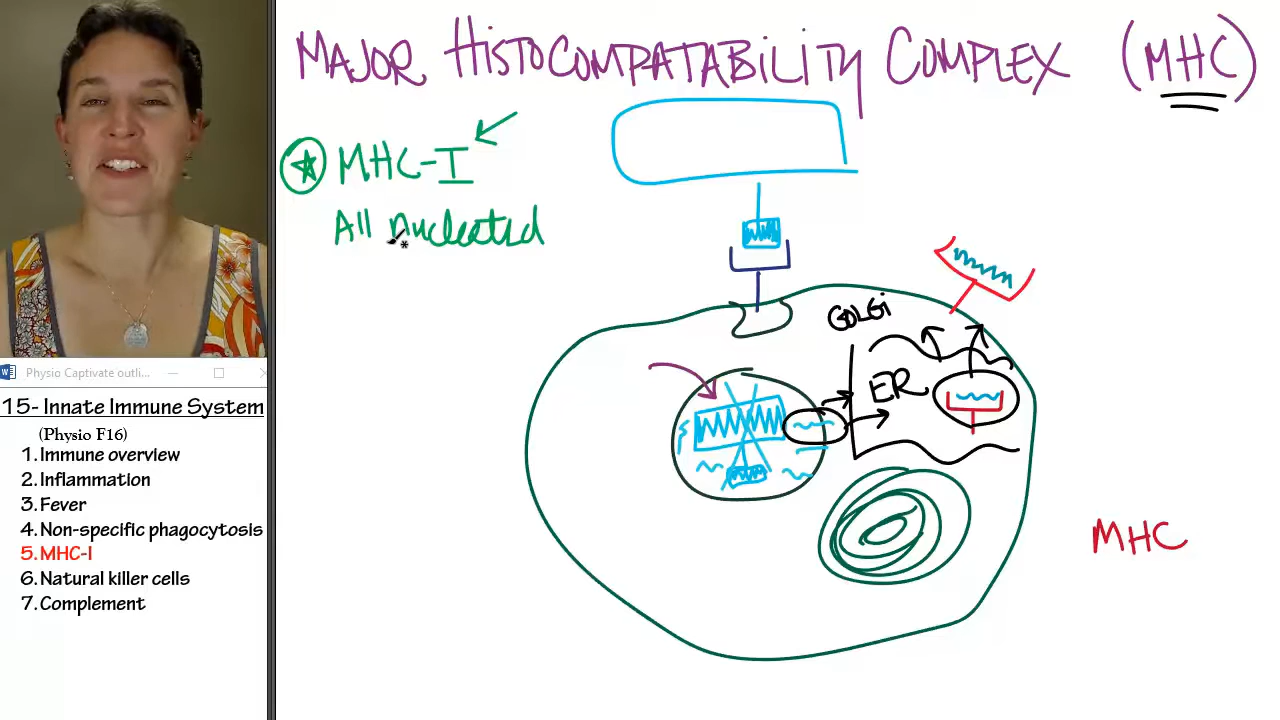 MAJOR HISTOCOMPATABILITY COMPLEX (MHC)
MHC-I
All nucleated
GOLGI
ER
MHC
Physio Captivate outli...
15- Innate Immune System
(Physio F16)
1. Immune overview
2. Inflammation
3. Fever
4. Non-specific phagocytosis
5. MHC-I
6. Natural killer cells
7. Complement